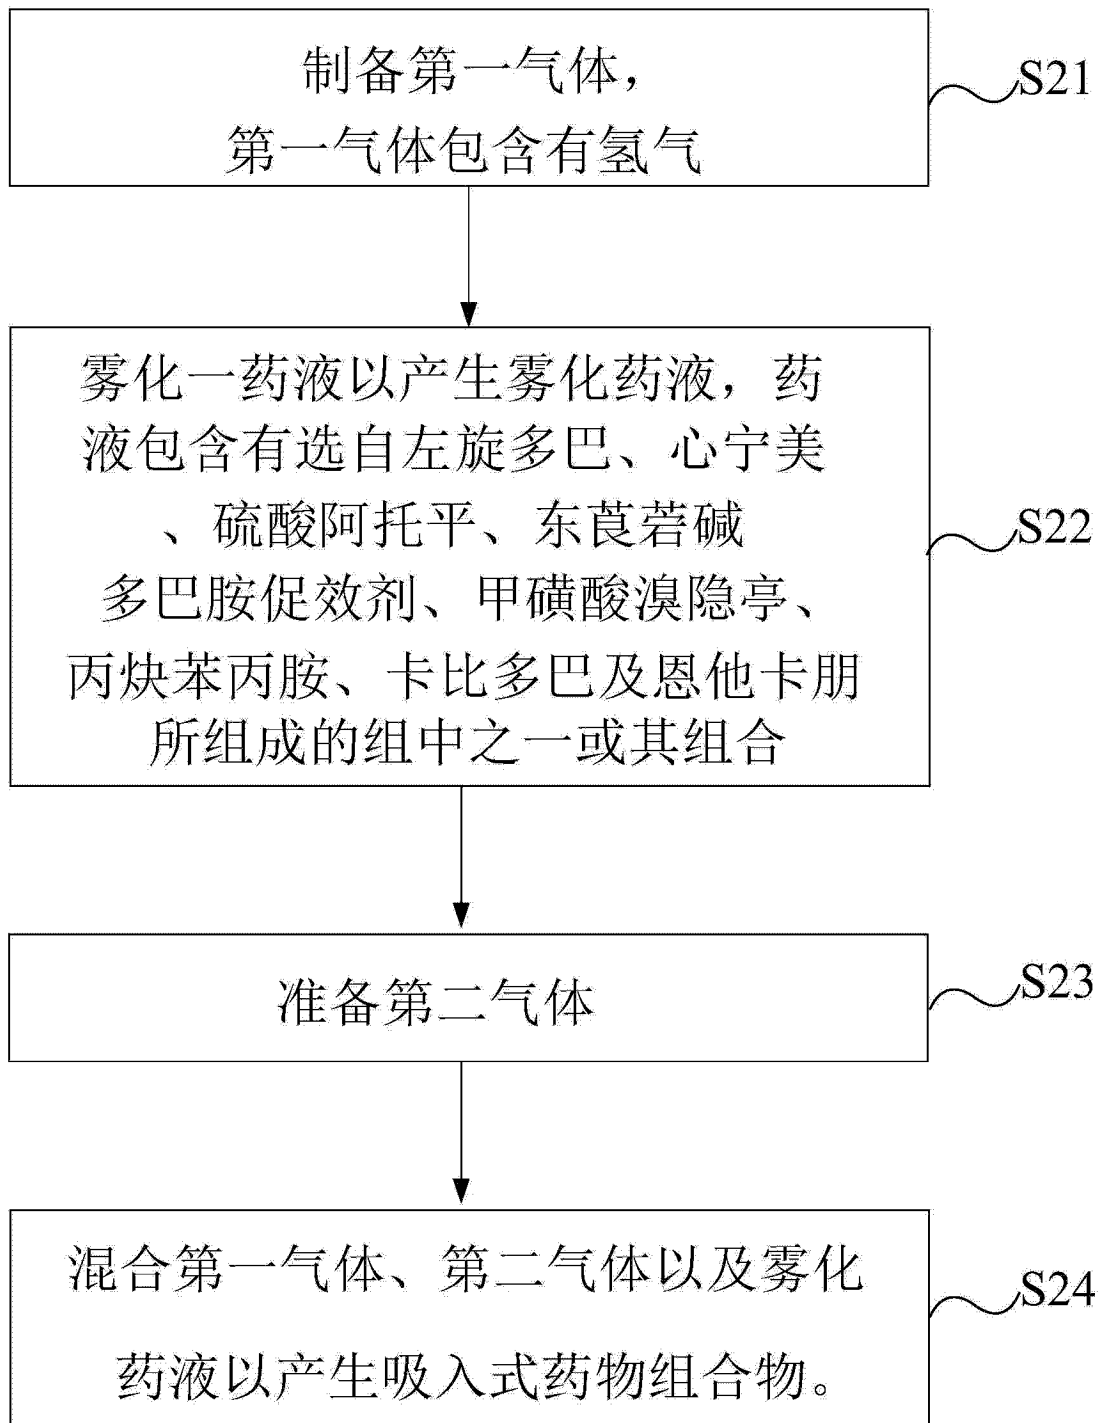 制备第一气体，
第一气体包含有氢气
S21
雾化一药液以产生雾化药液，药
液包含有选自左旋多巴、心宁美
、硫酸阿托平、东莨菪碱
多巴胺促效剂、甲磺酸溴隐亭、
丙炔苯丙胺、卡比多巴及恩他卡朋
所组成的组中之一或其组合
S22
准备第二气体
S23
混合第一气体、第二气体以及雾化
药液以产生吸入式药物组合物。
S24